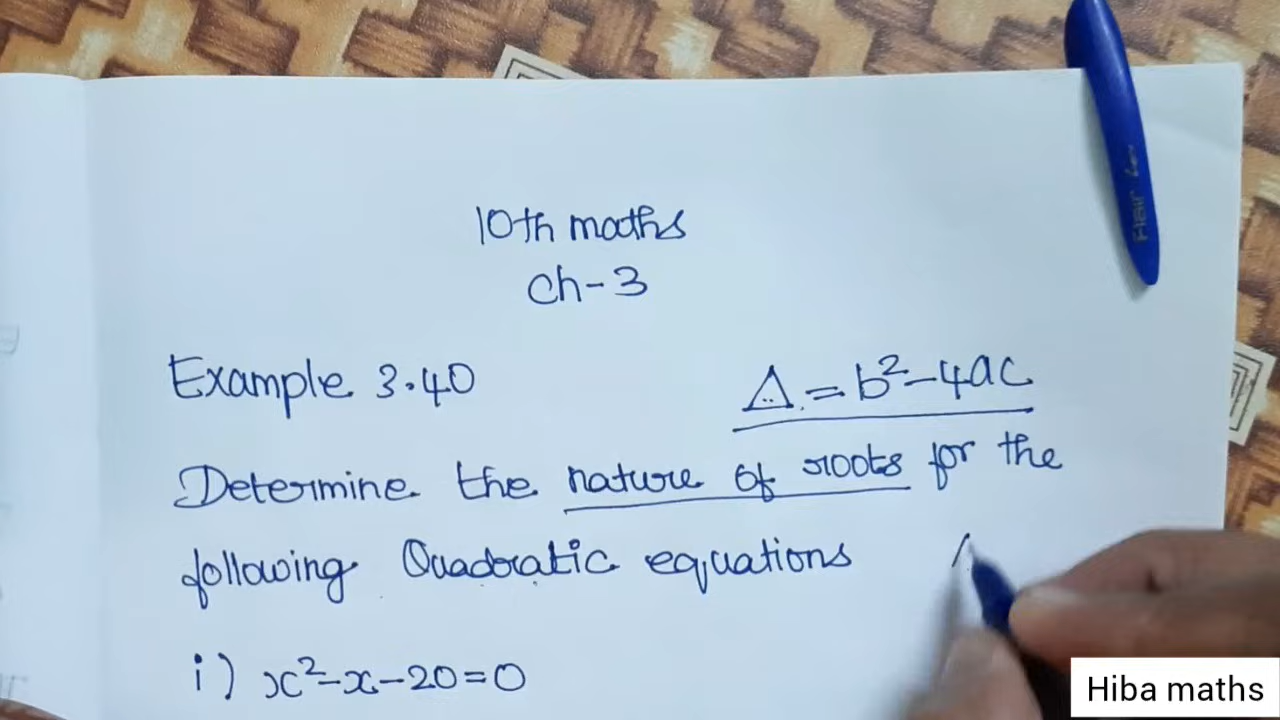 10th maths
Ch-3
Example 3.40
Δ = b²-4ac
Determine the nature of roots for the
following Quadratic equations
i) x²-x-20=0
Flair
Hiba maths